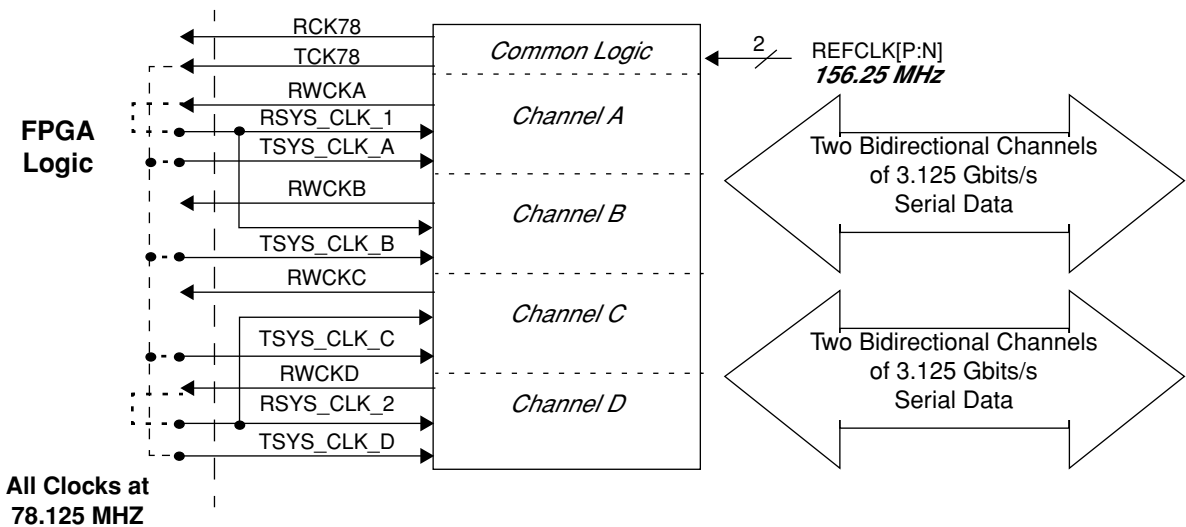 RCK78
TCK78
RWCKA
RSYS_CLK_1
TSYS_CLK_A
RWCKB
TSYS_CLK_B
RWCKC
TSYS_CLK_C
RWCKD
RSYS_CLK_2
TSYS_CLK_D
FPGA
Logic
All Clocks at
78.125 MHZ
Common Logic
Channel A
Channel B
Channel C
Channel D
2
REFCLK[P:N]
156.25 MHz
Two Bidirectional Channels
of 3.125 Gbits/s
Serial Data
Two Bidirectional Channels
of 3.125 Gbits/s
Serial Data